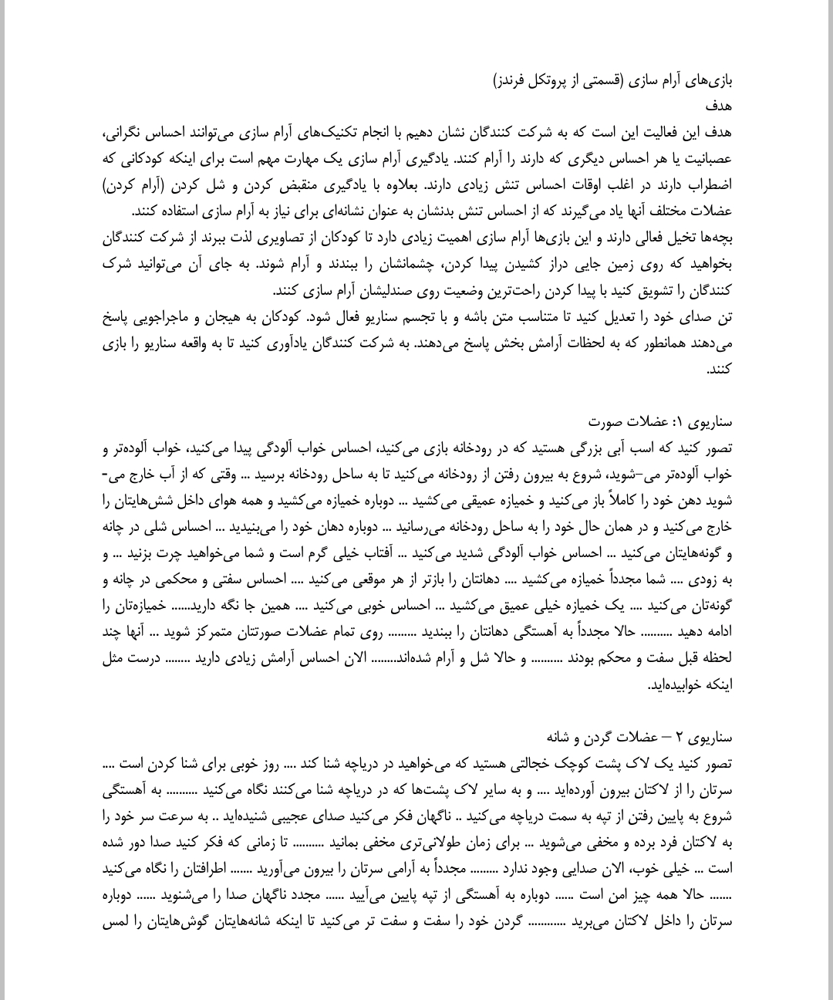 بازی‌های آرام سازی (قسمتی از پروتکل فرندز)
هدف
هدف این فعالیت این است که به شرکت کنندگان نشان دهیم با انجام تکنیک‌های آرام سازی می‌توانند احساس نگرانی،
عصبانیت یا هر احساس دیگری که دارند را آرام کنند. یادگیری آرام سازی یک مهارت مهم است برای اینکه کودکانی که
اضطراب دارند در اغلب اوقات احساس تنش زیادی دارند. بعلاوه با یادگیری منقبض کردن و شل کردن (آرام کردن)
عضلات مختلف آنها یاد می‌گیرند که از احساس تنش بدنشان به عنوان نشانه‌ای برای نیاز به آرام سازی استفاده کنند.
بچه‌ها تخیل فعالی دارند و این بازی‌ها آرام سازی اهمیت زیادی دارد تا کودکان از تصاویری لذت ببرند از شرکت کنندگان
بخواهید که روی زمین جایی دراز کشیدن پیدا کردن، چشمانشان را ببندند و آرام شوند. به جای آن می‌توانید شرک
کنندگان را تشویق کنید با پیدا کردن راحت‌ترین وضعیت روی صندلیشان آرام سازی کنند.
تن صدای خود را تعدیل کنید تا متناسب متن باشه و با تجسم سناریو فعال شود. کودکان به هیجان و ماجراجویی پاسخ
می‌دهند همانطور که به لحظات آرامش بخش پاسخ می‌دهند. به شرکت کنندگان یادآوری کنید تا به واقعه سناریو را بازی
کنند.
سناریوی ۱: عضلات صورت
تصور کنید که اسب آبی بزرگی هستید که در رودخانه بازی می‌کنید، احساس خواب آلودگی پیدا می‌کنید، خواب آلوده‌تر و
خواب آلوده‌تر می–شوید، شروع به بیرون رفتن از رودخانه می‌کنید تا به ساحل رودخانه برسید ... وقتی که از آب خارج می-
شوید دهن خود را کاملاً باز می‌کنید و خمیازه عمیقی می‌کشید ... دوباره خمیازه می‌کشید و همه هوای داخل شش‌هایتان را
خارج می‌کنید و در همان حال خود را به ساحل رودخانه می‌رسانید ... دوباره دهان خود را می‌بنیدید ... احساس شلی در چانه
و گونه‌هایتان می‌کنید ... احساس خواب آلودگی شدید می‌کنید ... آفتاب خیلی گرم است و شما می‌خواهید چرت بزنید ... و
به زودی .... شما مجدداً خمیازه می‌کشید .... دهانتان را بازتر از هر موقعی می‌کنید .... احساس سفتی و محکمی در چانه و
گونه‌تان می‌کنید .... یک خمیازه خیلی عمیق می‌کشید ... احساس خوبی می‌کنید .... همین جا نگه دارید...... خمیازه‌تان را
ادامه دهید .......... حالا مجدداً به آهستگی دهانتان را ببندید ......... روی تمام عضلات صورتتان متمرکز شوید ... آنها چند
لحظه قبل سفت و محکم بودند .......... و حالا شل و آرام شده‌اند........ الان احساس آرامش زیادی دارید ........ درست مثل
اینکه خوابیده‌اید.
سناریوی ۲ – عضلات گردن و شانه
تصور کنید یک لاک پشت کوچک خجالتی هستید که می‌خواهید در دریاچه شنا کند .... روز خوبی برای شنا کردن است ....
سرتان را از لاکتان بیرون آورده‌اید .... و به سایر لاک پشت‌ها که در دریاچه شنا می‌کنند نگاه می‌کنید .......... به آهستگی
شروع به پایین رفتن از تپه به سمت دریاچه می‌کنید .. ناگهان فکر می‌کنید صدای عجیبی شنیده‌اید .. به سرعت سر خود را
به لاکتان فرد برده و مخفی می‌شوید ... برای زمان طولانی‌تری مخفی بمانید .......... تا زمانی که فکر کنید صدا دور شده
است ... خیلی خوب، الان صدایی وجود ندارد ......... مجدداً به آرامی سرتان را بیرون می‌آورید ....... اطرافتان را نگاه می‌کنید
....... حالا همه چیز امن است ...... دوباره به آهستگی از تپه پایین می‌آیید ...... مجدد ناگهان صدا را می‌شنوید ...... دوباره
سرتان را داخل لاکتان می‌برید ............ گردن خود را سفت و سفت تر می‌کنید تا اینکه شانه‌هایتان گوش‌هایتان را لمس